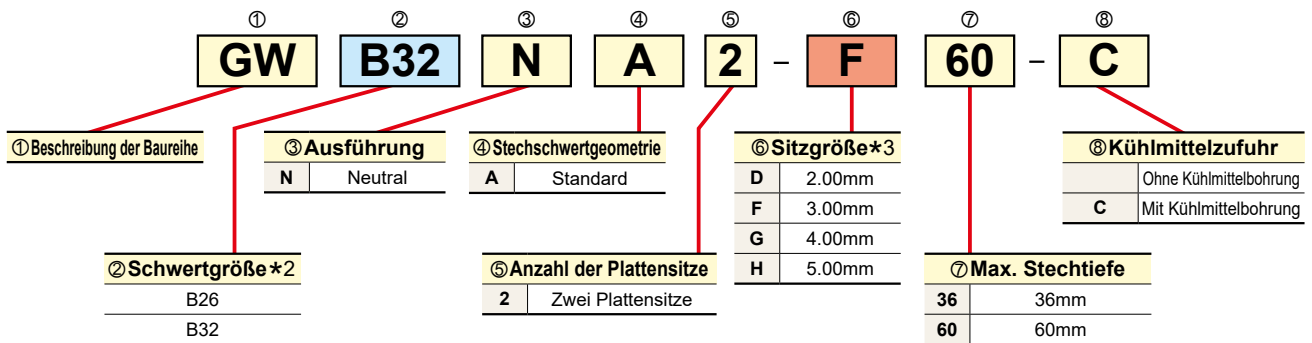 ① ② ③ ④ ⑤ ⑥ ⑦ ⑧
GW B32 N A 2 – F 60 – C
①Beschreibung der Baureihe
③Ausführung
N Neutral
④Stechschwertgeometrie
A Standard
⑥Sitzgröße*3
D 2.00mm
F 3.00mm
G 4.00mm
H 5.00mm
⑧Kühlmittelzufuhr
Ohne Kühlmittelbohrung
C Mit Kühlmittelbohrung
②Schwertgröße*2
B26
B32
⑤Anzahl der Plattensitze
2 Zwei Plattensitze
⑦Max. Stechtiefe
36 36mm
60 60mm